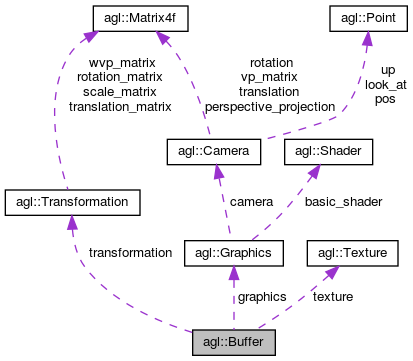 agl::Matrix4f
agl::Point
wvp_matrix
rotation_matrix
scale_matrix
translation_matrix
rotation
vp_matrix
translation
perspective_projection
up
look_at
pos
agl::Camera
agl::Shader
agl::Transformation
camera
basic_shader
agl::Graphics
agl::Texture
transformation
graphics
texture
agl::Buffer